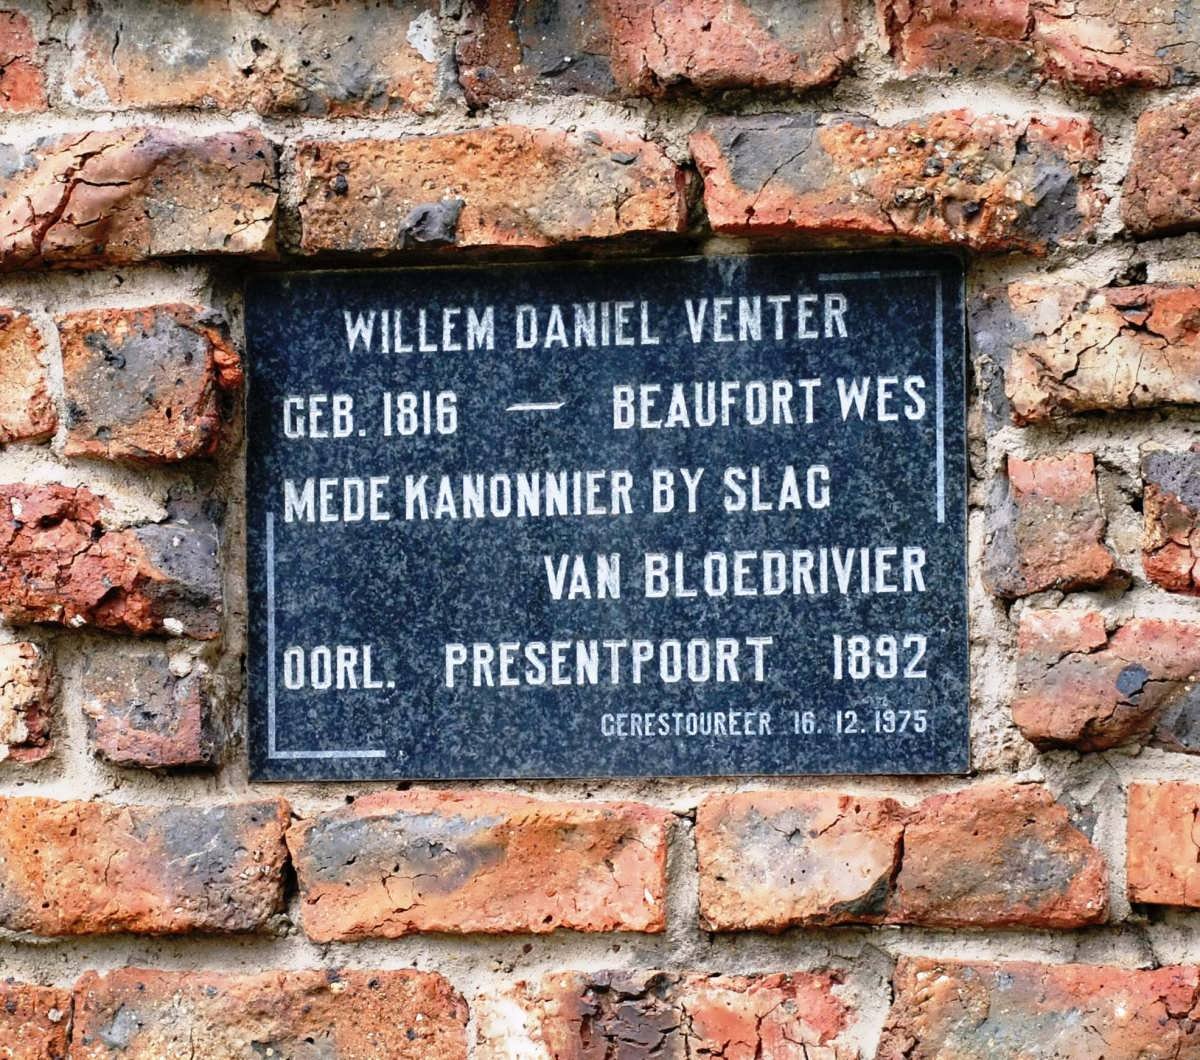 WILLEM DANIEL VENTER
GEB. 1816 — BEAUFORT WES
MEDE KANONNIER BY SLAG
VAN BLOEDRIVIER
OORL. PRESENTPOORT 1892
GERESTOUREER 16. 12. 1975